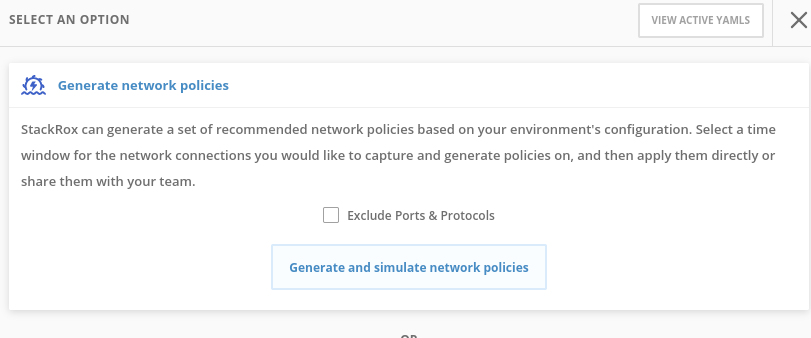 SELECT AN OPTION
VIEW ACTIVE YAMLS
Generate network policies
StackRox can generate a set of recommended network policies based on your environment's configuration. Select a time
window for the network connections you would like to capture and generate policies on, and then apply them directly or
share them with your team.
Exclude Ports & Protocols
Generate and simulate network policies
OR